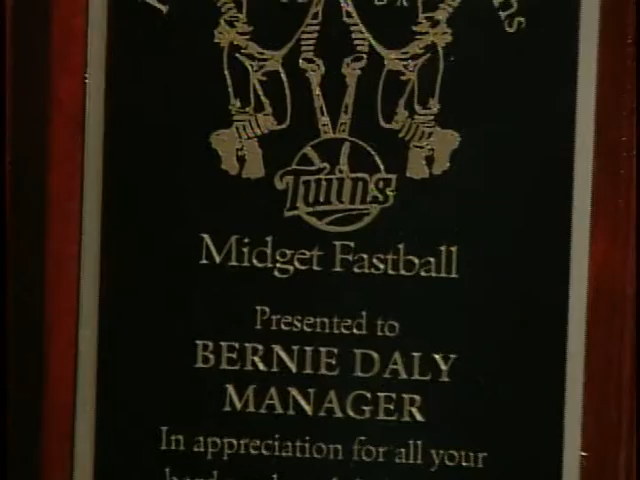 Twins
Midget Fastball
Presented to
BERNIE DALY
MANAGER
In appreciation for all your